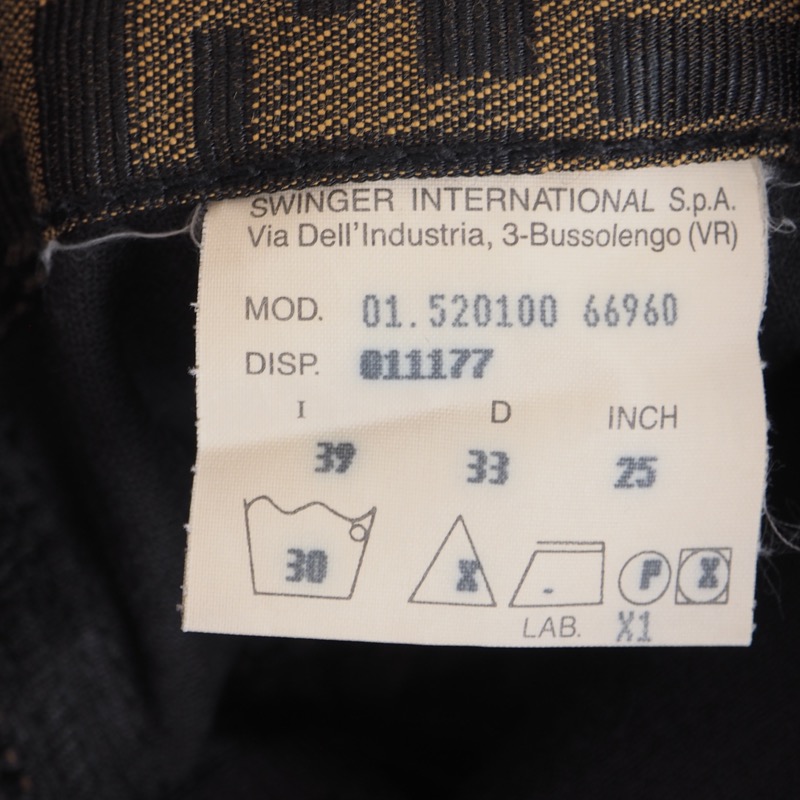 SWINGER INTERNATIONAL S.p.A.
Via Dell'Industria, 3-Bussolengo (VR)
MOD. 01.520100 66960
DISP. 011177
I D INCH
39 33 25
30 X P X
LAB. X1